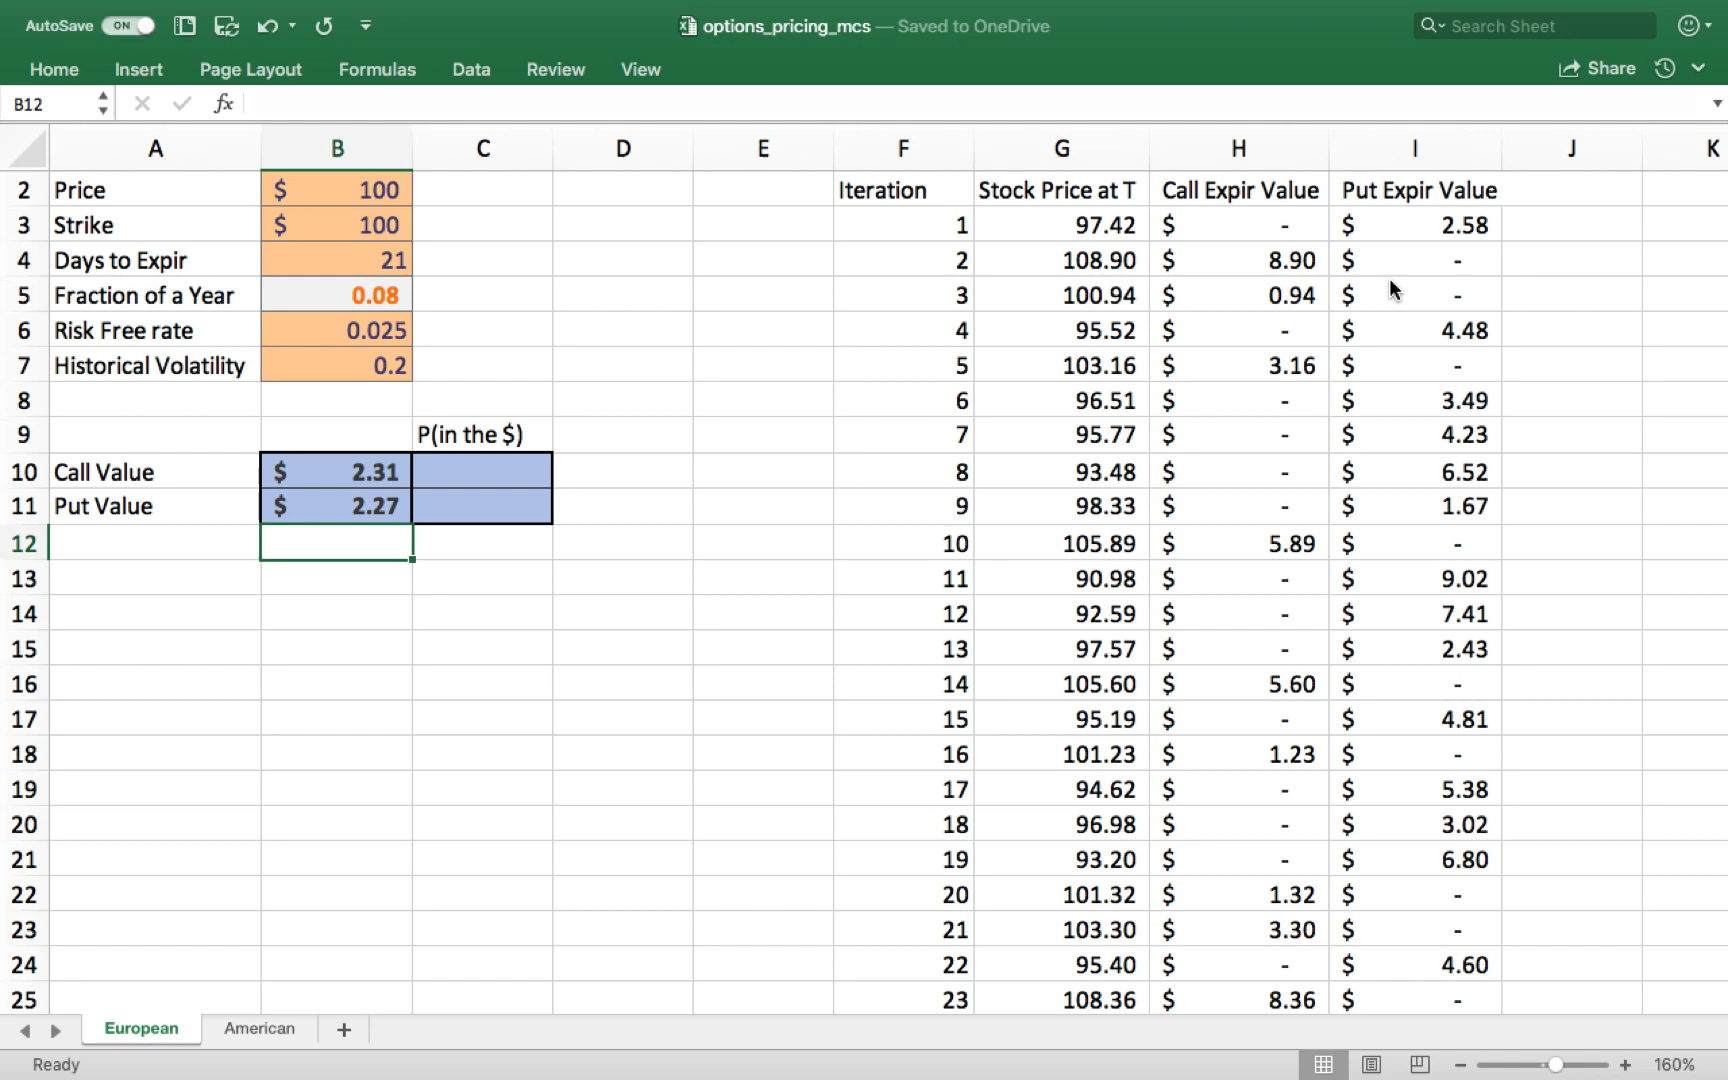 AutoSave ON options_pricing_mcs — Saved to OneDrive Search Sheet
Home Insert Page Layout Formulas Data Review View Share
B12 fx
A B C D E F G H I J K
2 Price $ 100 Iteration Stock Price at T Call Expir Value Put Expir Value
3 Strike $ 100 1 97.42 $ - $ 2.58
4 Days to Expir 21 2 108.90 $ 8.90 $ -
5 Fraction of a Year 0.08 3 100.94 $ 0.94 $ -
6 Risk Free rate 0.025 4 95.52 $ - $ 4.48
7 Historical Volatility 0.2 5 103.16 $ 3.16 $ -
8 6 96.51 $ - $ 3.49
9 P(in the $) 7 95.77 $ - $ 4.23
10 Call Value $ 2.31 8 93.48 $ - $ 6.52
11 Put Value $ 2.27 9 98.33 $ - $ 1.67
12 10 105.89 $ 5.89 $ -
13 11 90.98 $ - $ 9.02
14 12 92.59 $ - $ 7.41
15 13 97.57 $ - $ 2.43
16 14 105.60 $ 5.60 $ -
17 15 95.19 $ - $ 4.81
18 16 101.23 $ 1.23 $ -
19 17 94.62 $ - $ 5.38
20 18 96.98 $ - $ 3.02
21 19 93.20 $ - $ 6.80
22 20 101.32 $ 1.32 $ -
23 21 103.30 $ 3.30 $ -
24 22 95.40 $ - $ 4.60
25 23 108.36 $ 8.36 $ -
European American +
Ready − + 160%